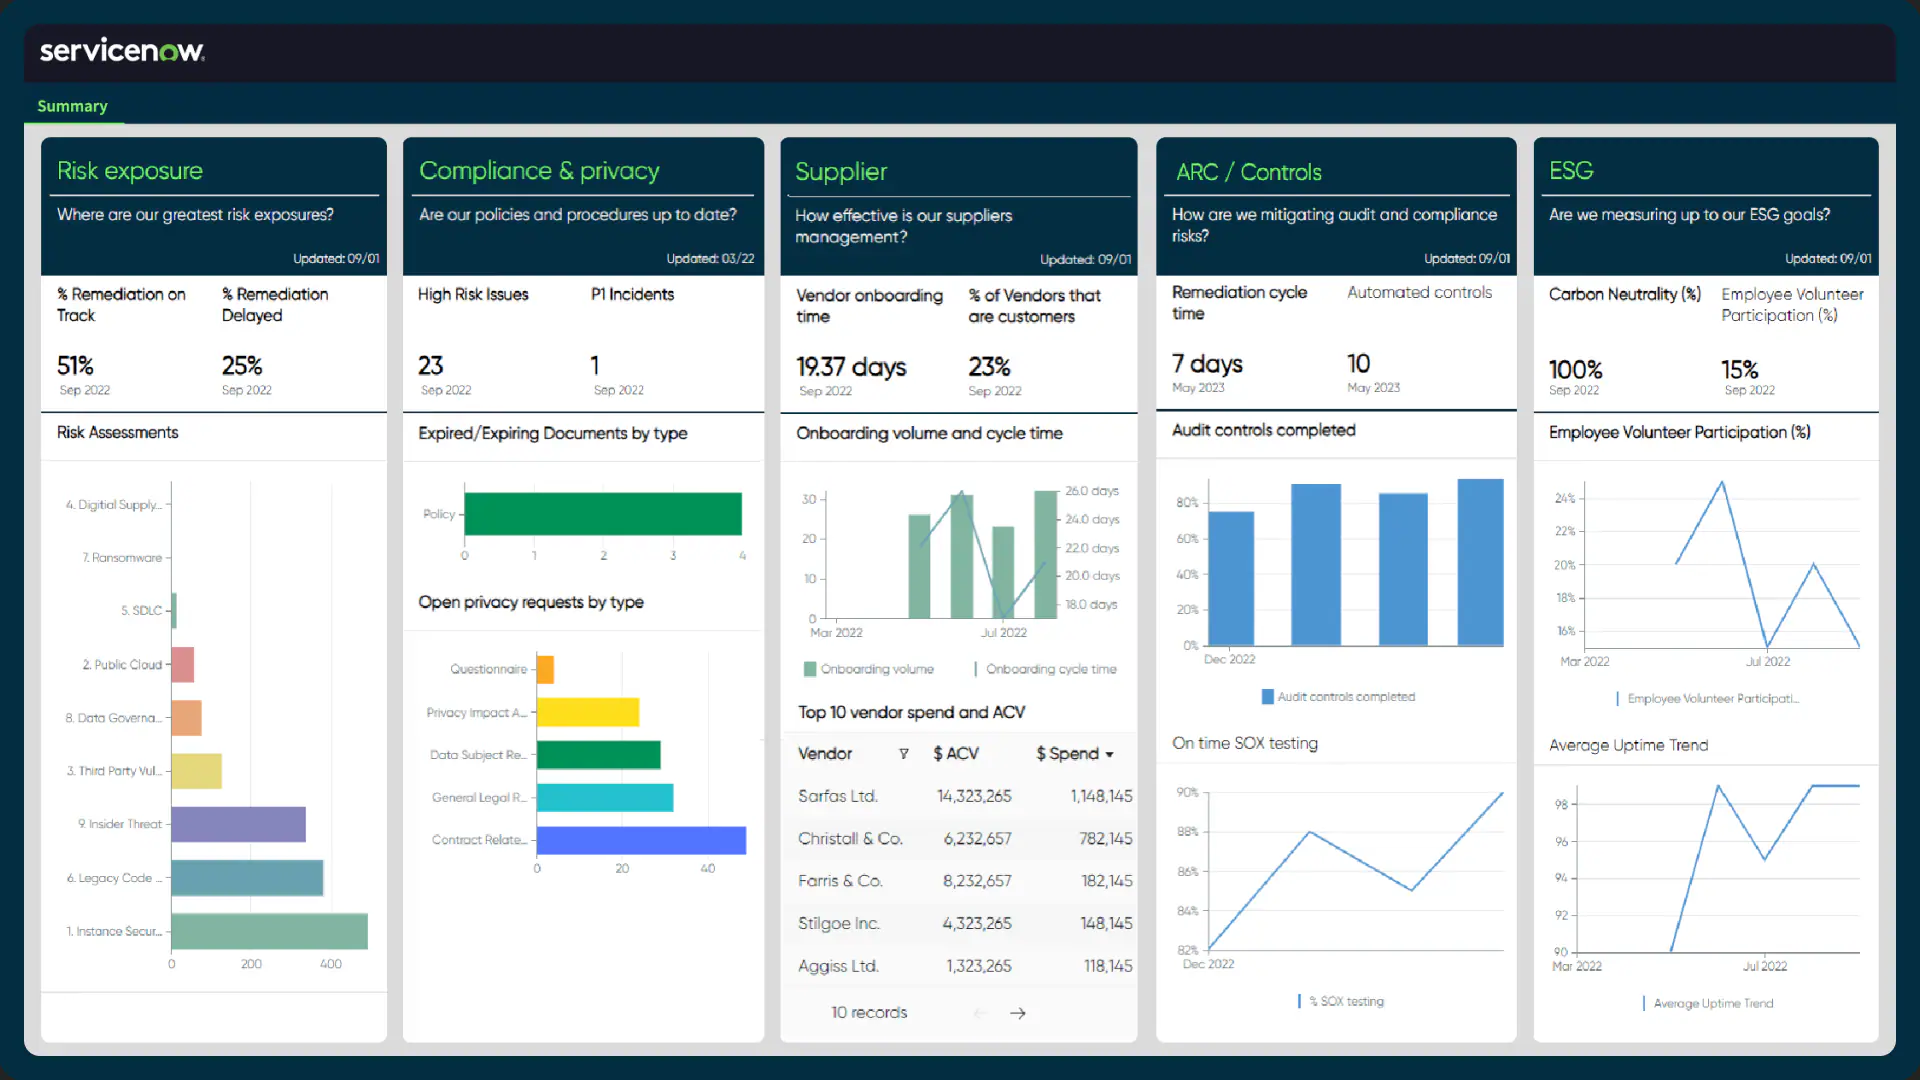 servicenow
Summary
Risk exposure
Where are our greatest risk exposures?
Updated: 09/01
% Remediation on
Track
% Remediation
Delayed
51%
25%
Sep 2022
Sep 2022
Risk Assessments
4. Digitial Supply...
7. Ransomware
5. SDLC
2. Public Cloud
8. Data Governa...
3. Third Party Vul...
9. Insider Threat
6. Legacy Code ...
1. Instance Secur...
0 200 400
Compliance & privacy
Are our policies and procedures up to date?
Updated: 03/22
High Risk Issues
P1 Incidents
23
1
Sep 2022
Sep 2022
Expired/Expiring Documents by type
Policy
0 1 2 3 4
Open privacy requests by type
Questionnaire
Privacy Impact A...
Data Subject Re...
General Legal R...
Contract Relate...
0 20 40
Supplier
How effective is our suppliers
management?
Updated: 09/01
Vendor onboarding
time
% of Vendors that
are customers
19.37 days
23%
Sep 2022
Sep 2022
Onboarding volume and cycle time
30
20
10
0
26.0 days
24.0 days
22.0 days
20.0 days
18.0 days
Mar 2022 Jul 2022
Onboarding volume Onboarding cycle time
Top 10 vendor spend and ACV
Vendor $ ACV $ Spend
Sarfas Ltd. 14,323,265 1,148,145
Christall & Co. 6,232,657 782,145
Farris & Co. 8,232,657 182,145
Stilgoe Inc. 4,323,265 148,145
Aggiss Ltd. 1,323,265 118,145
10 records
ARC / Controls
How are we mitigating audit and compliance
risks?
Updated: 09/01
Remediation cycle
time
Automated controls
7 days
10
May 2023
May 2023
Audit controls completed
80%
60%
40%
20%
0%
Dec 2022
Audit controls completed
On time SOX testing
90%
88%
86%
84%
82%
Dec 2022
% SOX testing
ESG
Are we measuring up to our ESG goals?
Updated: 09/01
Carbon Neutrality (%)
Employee Volunteer
Participation (%)
100%
15%
Sep 2022
Sep 2022
Employee Volunteer Participation (%)
24%
22%
20%
18%
16%
Mar 2022 Jul 2022
Employee Volunteer Participati...
Average Uptime Trend
98
96
94
92
90
Mar 2022 Jul 2022
Average Uptime Trend